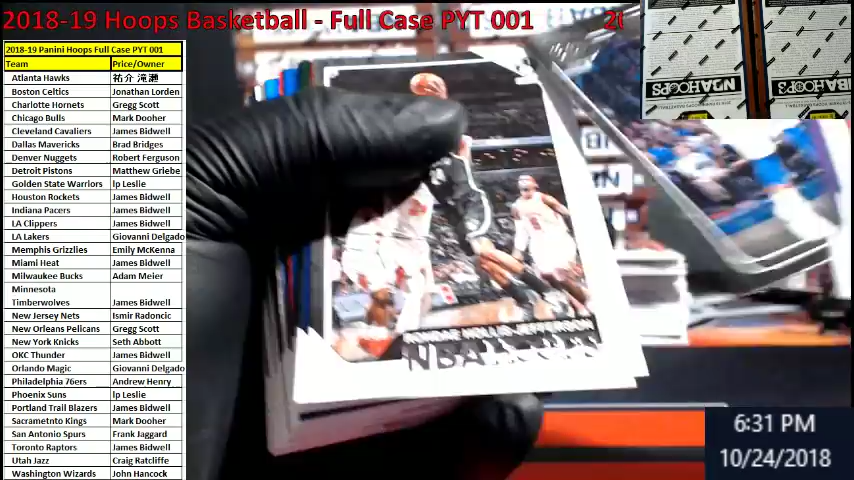 2018-19 Hoops Basketball - Full Case PYT 001
2018-19 Panini Hoops Full Case PYT 001
Team Price/Owner
Atlanta Hawks
Boston Celtics Jonathan Lorden
Charlotte Hornets Gregg Scott
Chicago Bulls Mark Dooher
Cleveland Cavaliers James Bidwell
Dallas Mavericks Brad Bridges
Denver Nuggets Robert Ferguson
Detroit Pistons Matthew Griebe
Golden State Warriors lp Leslie
Houston Rockets James Bidwell
Indiana Pacers James Bidwell
LA Clippers James Bidwell
LA Lakers Giovanni Delgado
Memphis Grizzlies Emily McKenna
Miami Heat James Bidwell
Milwaukee Bucks Adam Meier
Minnesota
Timberwolves James Bidwell
New Jersey Nets Ismir Radoncic
New Orleans Pelicans Gregg Scott
New York Knicks Seth Abbott
OKC Thunder James Bidwell
Orlando Magic Giovanni Delgado
Philadelphia 76ers Andrew Henry
Phoenix Suns lp Leslie
Portland Trail Blazers James Bidwell
Sacrametnto Kings Mark Dooher
San Antonio Spurs Frank Jaggard
Toronto Raptors James Bidwell
Utah Jazz Craig Ratcliffe
Washington Wizards John Hancock
NBA HOOPS
NBA HOOPS
RONDAE HOLLIS-JEFFERSON
NBA HOOPS
6:31 PM
10/24/2018